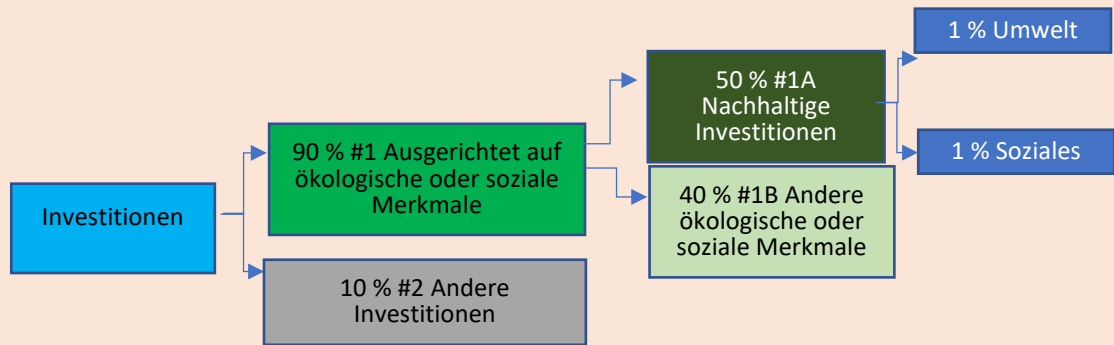 Investitionen
90 % #1 Ausgerichtet auf
ökologische oder soziale
Merkmale
10 % #2 Andere
Investitionen
50 % #1A
Nachhaltige
Investitionen
40 % #1B Andere
ökologische oder
soziale Merkmale
1 % Umwelt
1 % Soziales